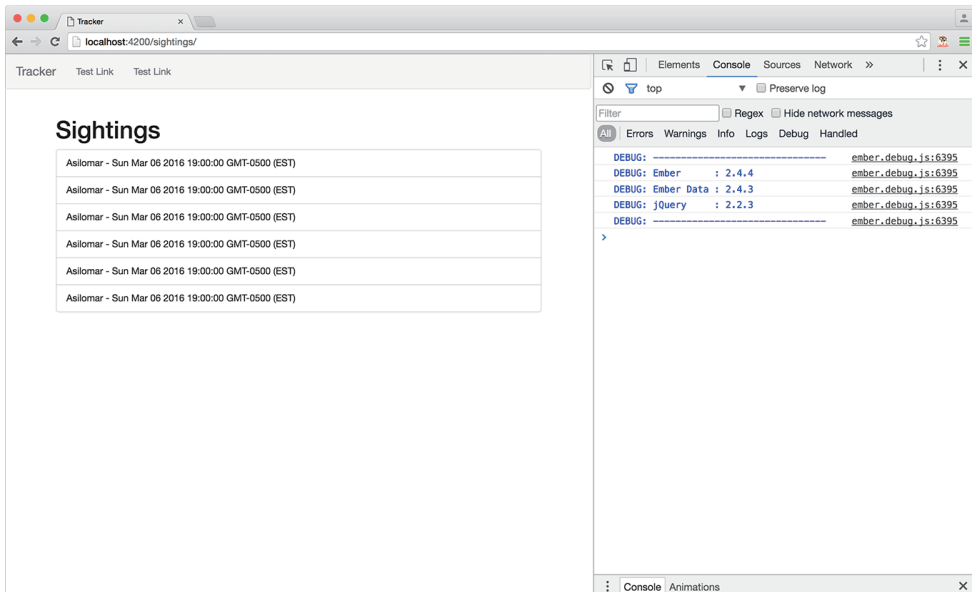 Tracker
localhost:4200/sightings/
Tracker Test Link Test Link
Sightings
Asilomar - Sun Mar 06 2016 19:00:00 GMT-0500 (EST)
Asilomar - Sun Mar 06 2016 19:00:00 GMT-0500 (EST)
Asilomar - Sun Mar 06 2016 19:00:00 GMT-0500 (EST)
Asilomar - Sun Mar 06 2016 19:00:00 GMT-0500 (EST)
Asilomar - Sun Mar 06 2016 19:00:00 GMT-0500 (EST)
Asilomar - Sun Mar 06 2016 19:00:00 GMT-0500 (EST)
Elements Console Sources Network »
top Preserve log
Filter Regex Hide network messages
All Errors Warnings Info Logs Debug Handled
DEBUG: ------------------------------- ember.debug.js:6395
DEBUG: Ember : 2.4.4 ember.debug.js:6395
DEBUG: Ember Data : 2.4.3 ember.debug.js:6395
DEBUG: jQuery : 2.2.3 ember.debug.js:6395
DEBUG: ------------------------------- ember.debug.js:6395
>
Console Animations